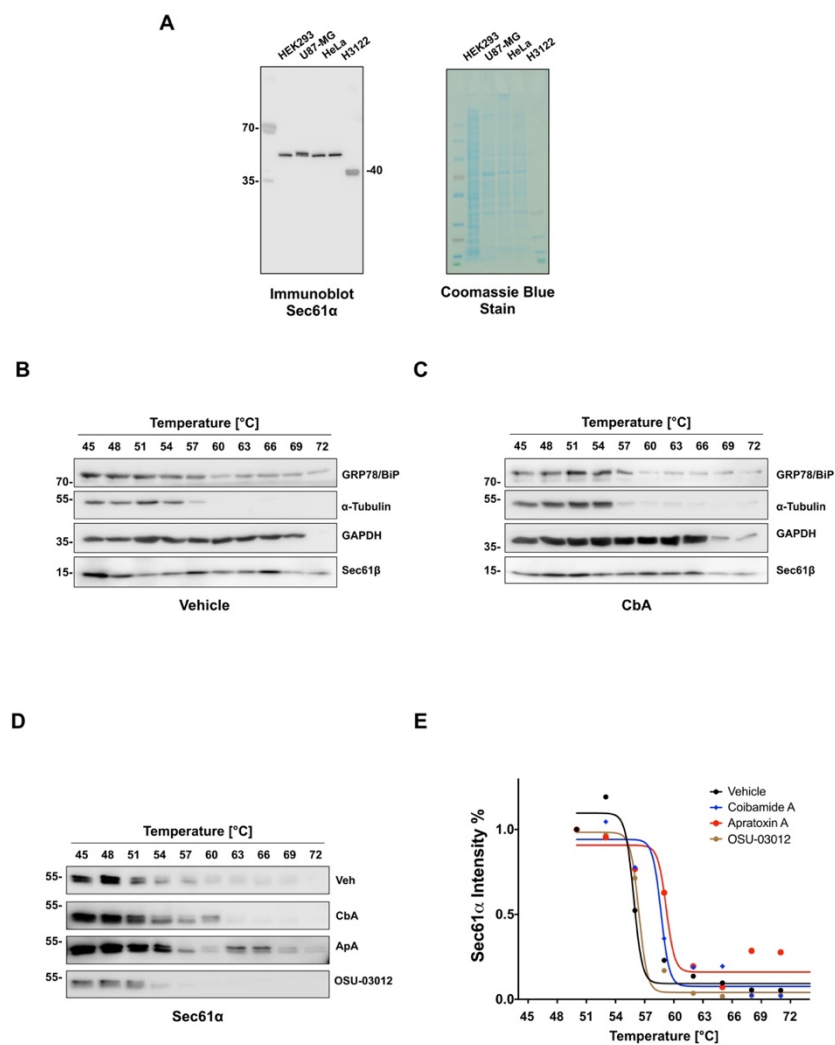 A
HEK293
U87-MG
HeLa
H3122
70-
35-
-40
Immunoblot
Sec61α
HEK293
U87-MG
HeLa
H3122
Coomassie Blue
Stain
B
Temperature [°C]
45 48 51 54 57 60 63 66 69 72
70-
GRP78/BiP
55-
α-Tubulin
35-
GAPDH
15-
Sec61β
Vehicle
C
Temperature [°C]
45 48 51 54 57 60 63 66 69 72
70-
GRP78/BiP
55-
α-Tubulin
35-
GAPDH
15-
Sec61β
CbA
D
Temperature [°C]
45 48 51 54 57 60 63 66 69 72
55-
Veh
55-
CbA
55-
ApA
55-
OSU-03012
Sec61α
E
Sec61α Intensity %
1.0
0.5
0.0
Vehicle
Coibamide A
Apratoxin A
OSU-03012
45 48 51 54 57 60 63 66 69 72
Temperature [°C]